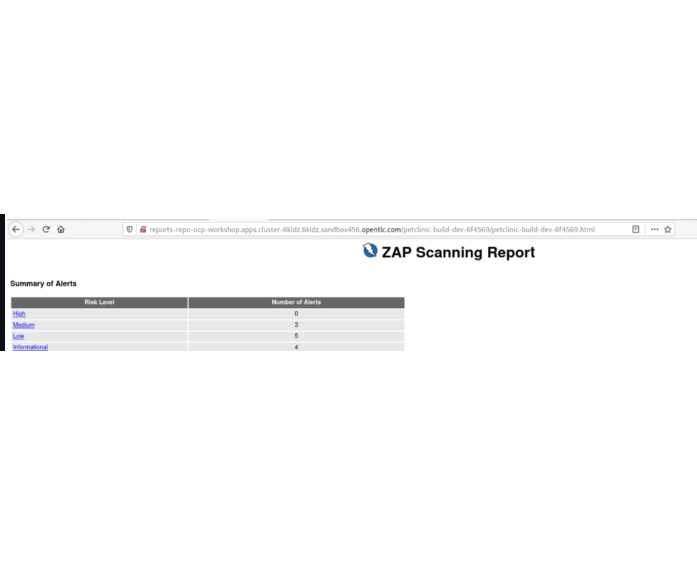 reports-repo-ocp-workshop.apps.cluster-6kldz.6kldz.sandbox456.opentlc.com/petclinic-build-dev-6f4569/petclinic-build-dev-6f4569.html
ZAP Scanning Report
Summary of Alerts
Risk Level Number of Alerts
High 0
Medium 3
Low 5
Informational 4